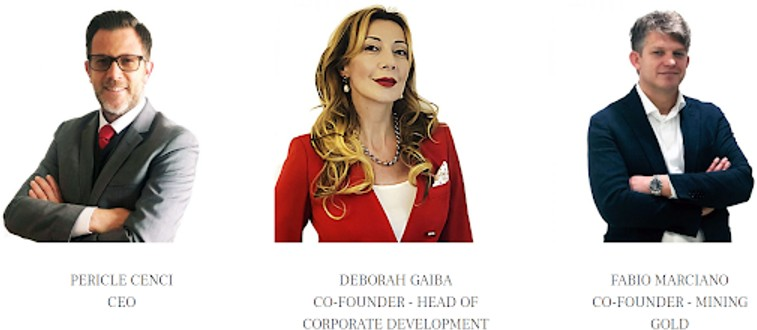 PERICLE CENCI
CEO
DEBORAH GAIBA
CO-FOUNDER - HEAD OF
CORPORATE DEVELOPMENT
FABIO MARCIANO
CO-FOUNDER - MINING
GOLD